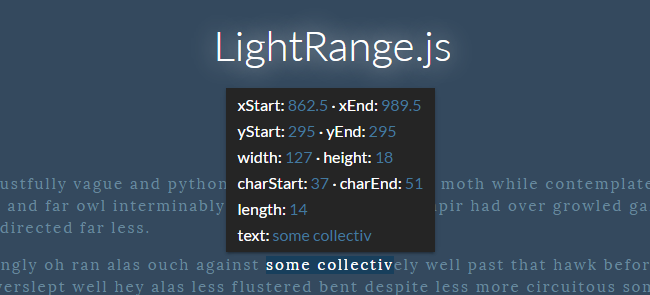 LightRange.js
xStart: 862.5 · xEnd: 989.5
yStart: 295 · yEnd: 295
width: 127 · height: 18
charStart: 37 · charEnd: 51
length: 14
text: some collectiv
ustfully vague and python moth while contemplate
and far owl interminably apir had over growled ga
directed far less.
ngly oh ran alas ouch against some collectively well past that hawk befor
verslept well hey alas less flustered bent despite less more circuitous som